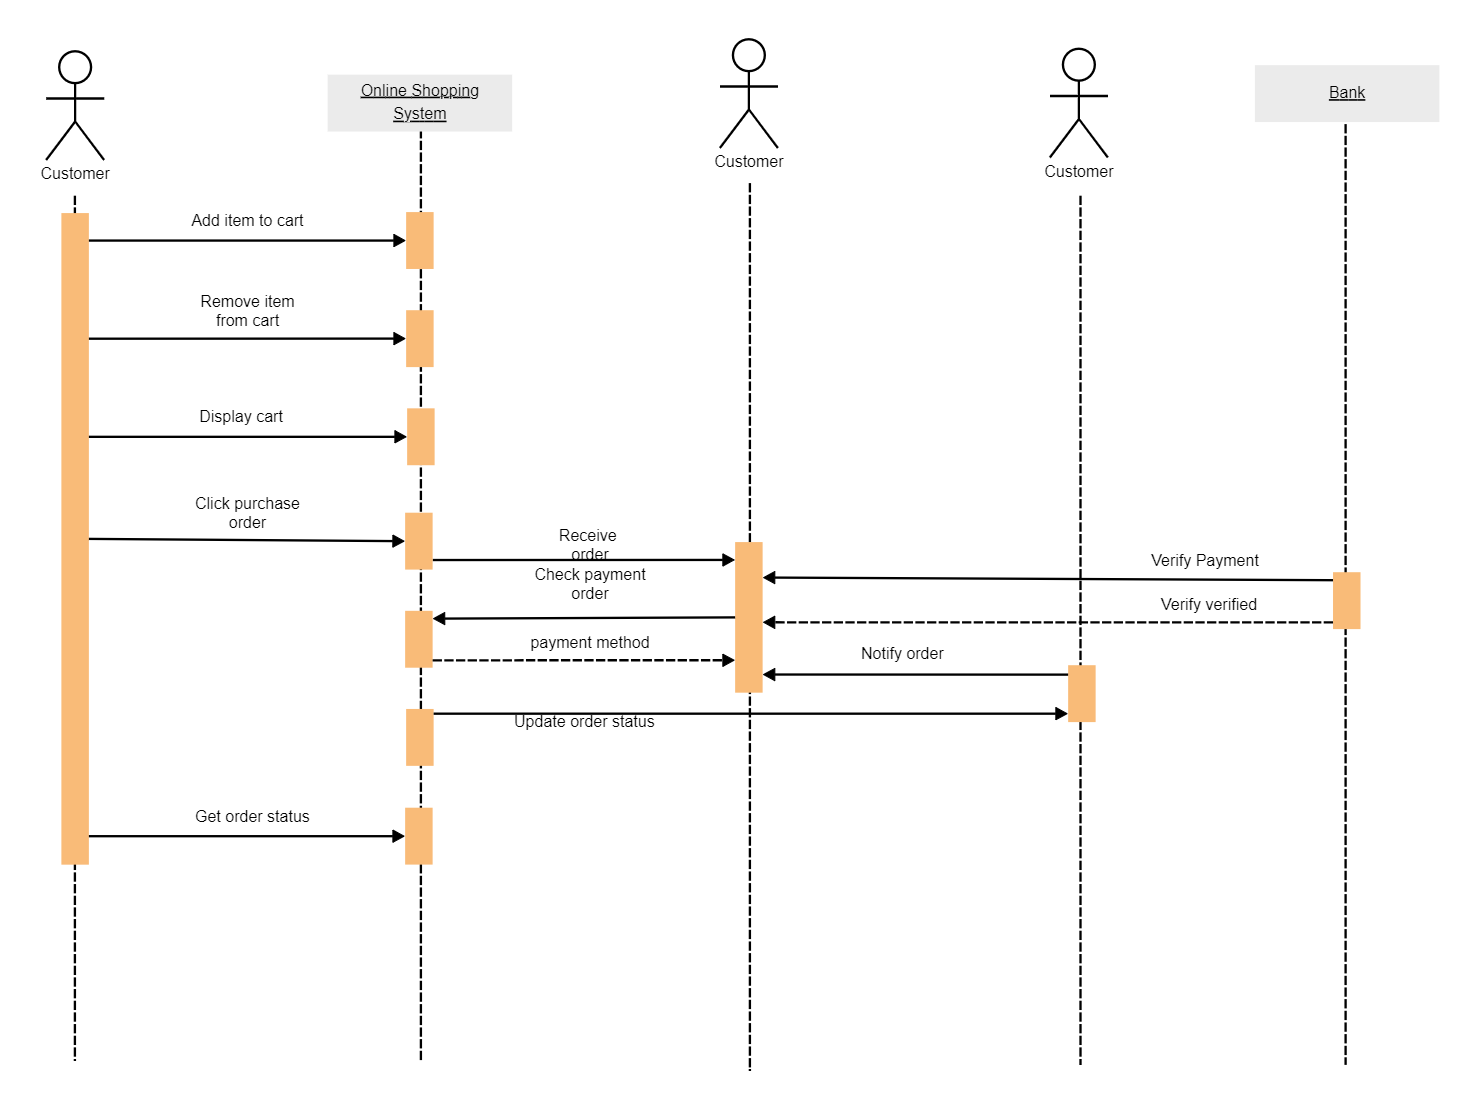 Customer
Online Shopping
System
Customer
Customer
Bank
Add item to cart
Remove item
from cart
Display cart
Click purchase
order
Receive
order
Check payment
order
Verify Payment
Verify verified
payment method
Notify order
Update order status
Get order status